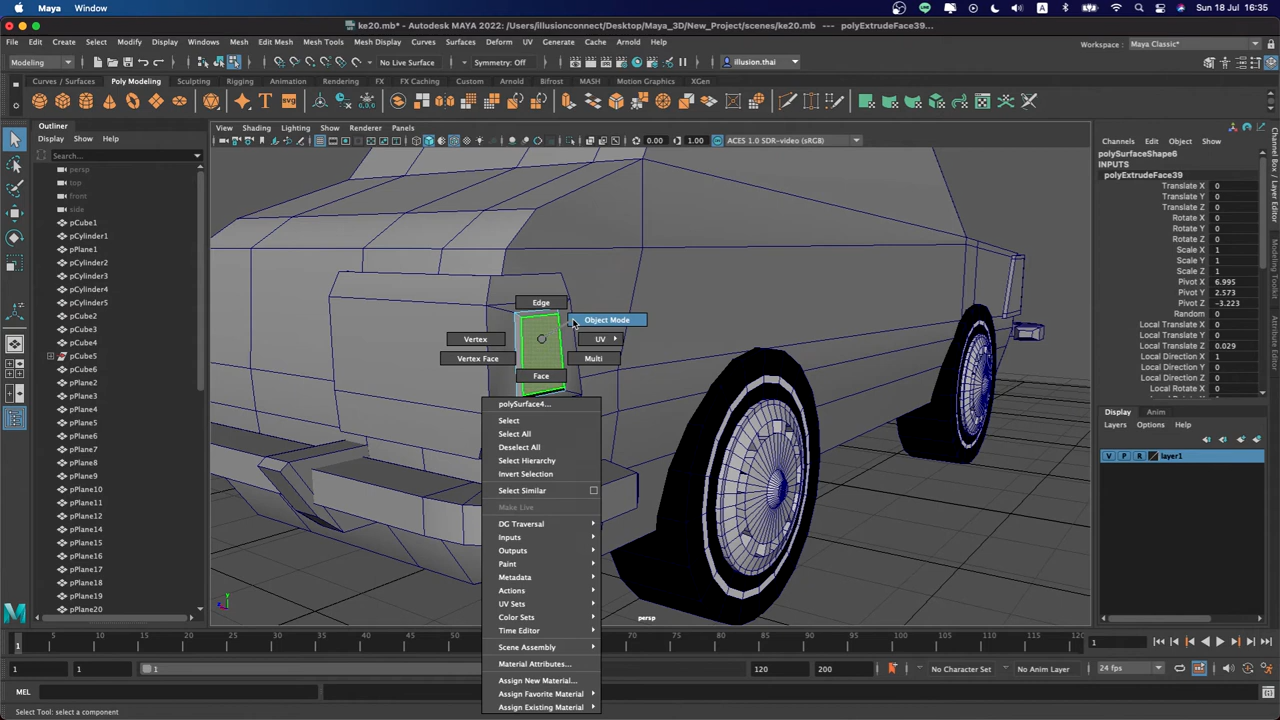 Maya Windows A Sun 18 Jul 16:35
ke20.mb* - Autodesk MAYA 2022: /Users/illusionconnect/Desktop/Maya_3D/New_Project/scenes/ke20.mb --- polyExtrudeFace39...
File Edit Create Select Modify Display Windows Mesh Edit Mesh Mesh Tools Mesh Display Curves Surfaces Deform UV Generate Cache Arnold Help Workspace : Maya Classic*
Modeling No Live Surface Symmetry: Off illusion.thai
Curves / Surfaces Poly Modeling Sculpting Rigging Animation Rendering FX FX Caching Custom Arnold Bifrost MASH Motion Graphics XGen
Outliner
Display Show Help
Search...
persp
top
front
side
pCube1
pCylinder1
pPlane1
pCylinder2
pCylinder3
pCylinder4
pCylinder5
pCube2
pCube3
pCube4
pCube5
pCube6
pPlane2
pPlane3
pPlane4
pPlane5
pPlane6
pPlane7
pPlane8
pPlane9
pPlane10
pPlane11
pPlane12
pPlane14
pPlane15
pPlane16
pPlane17
pPlane18
pPlane19
pPlane20
View Shading Lighting Show Renderer Panels
0.00 1.00 ACES 1.0 SDR-video (sRGB)
Edge
Object Mode
Vertex UV
Vertex Face Multi
Face
polySurface4...
Select
Select All
Deselect All
Select Hierarchy
Invert Selection
Select Similar
Make Live
DG Traversal
Inputs
Outputs
Paint
Metadata
Actions
UV Sets
Color Sets
Time Editor
Scene Assembly
Material Attributes...
Assign New Material...
Assign Favorite Material
Assign Existing Material
persp
Channels Edit Object Show
polySurfaceShape6
INPUTS
polyExtrudeFace39
Translate X 0
Translate Y 0
Translate Z 0
Rotate X 0
Rotate Y 0
Rotate Z 0
Scale X 1
Scale Y 1
Scale Z 1
Pivot X 6.995
Pivot Y 2.573
Pivot Z -3.223
Random 0
Local Translate X 0
Local Translate Y 0
Local Translate Z 0.029
Local Direction X 1
Local Direction Y 0
Local Direction Z 0
Local Rotate X 0
Display Anim
Layers Options Help
V P R layer1
Channel Box / Layer Editor
Modeling Toolkit
Attribute Editor
1 5 10 15 20 25 30 35 40 45 50 65 70 75 80 85 90 95 100 105 110 115 120 1
1 1 1 120 200 No Character Set No Anim Layer 24 fps
MEL
Select Tool: select a component